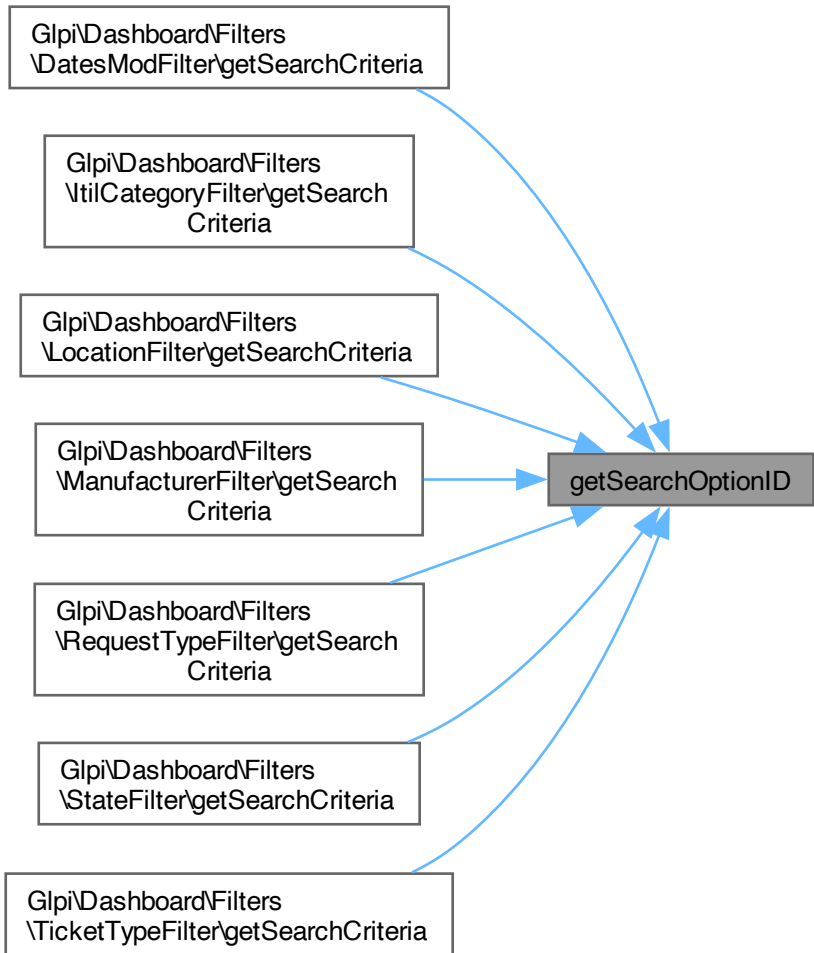 Glpi\Dashboard\Filters
\DatesModFilter\getSearchCriteria
Glpi\Dashboard\Filters
\ItilCategoryFilter\getSearch
Criteria
Glpi\Dashboard\Filters
\LocationFilter\getSearchCriteria
Glpi\Dashboard\Filters
\ManufacturerFilter\getSearch
Criteria
getSearchOptionID
Glpi\Dashboard\Filters
\RequestTypeFilter\getSearch
Criteria
Glpi\Dashboard\Filters
\StateFilter\getSearchCriteria
Glpi\Dashboard\Filters
\TicketTypeFilter\getSearchCriteria